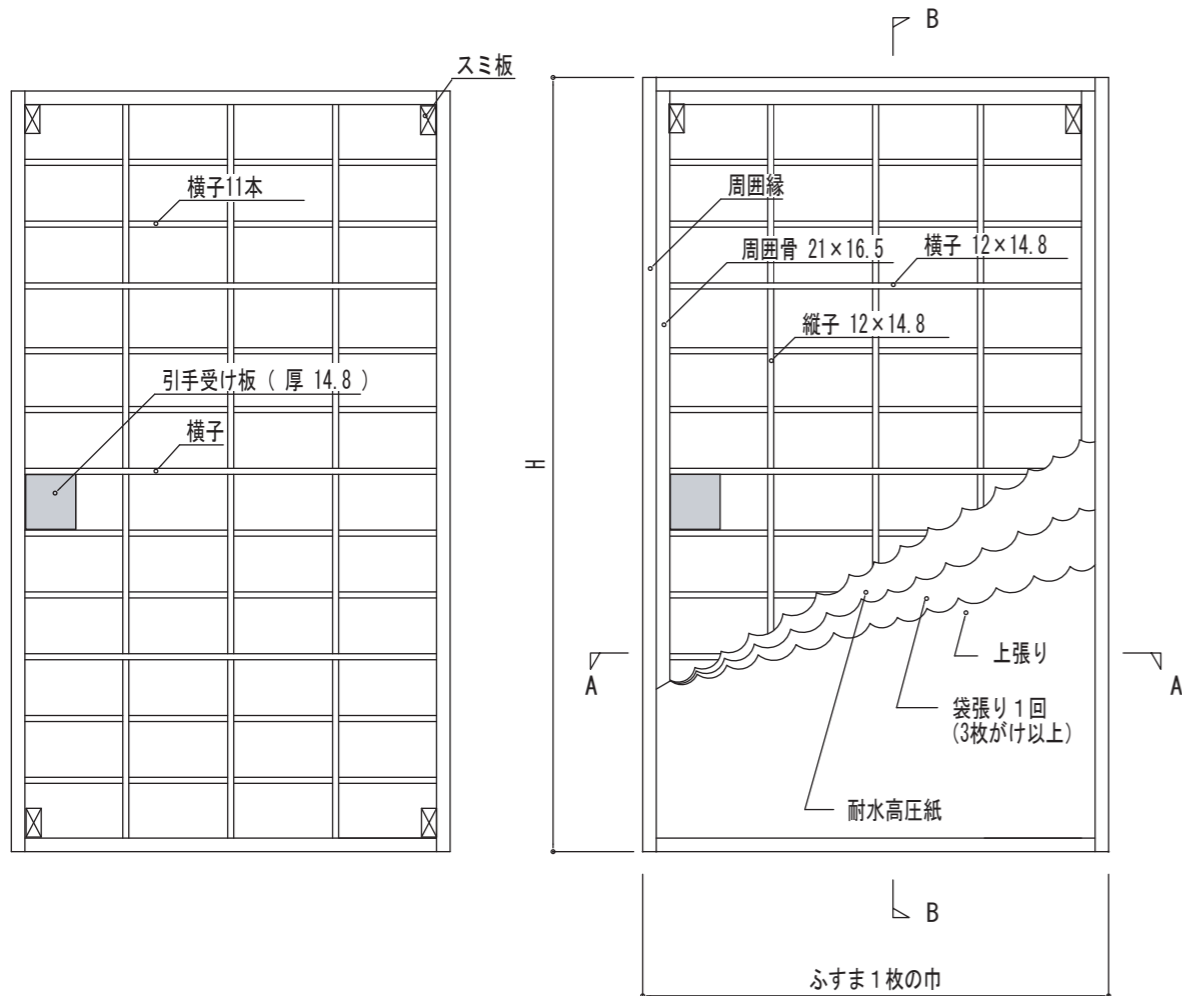 B
スミ板
横子11本
周囲縁
周囲骨 21×16.5
横子 12×14.8
縦子 12×14.8
引手受け板（ 厚 14.8 ）
横子
H
A
A
上張り
袋張り１回
(3枚がけ以上)
耐水高圧紙
B
ふすま１枚の巾